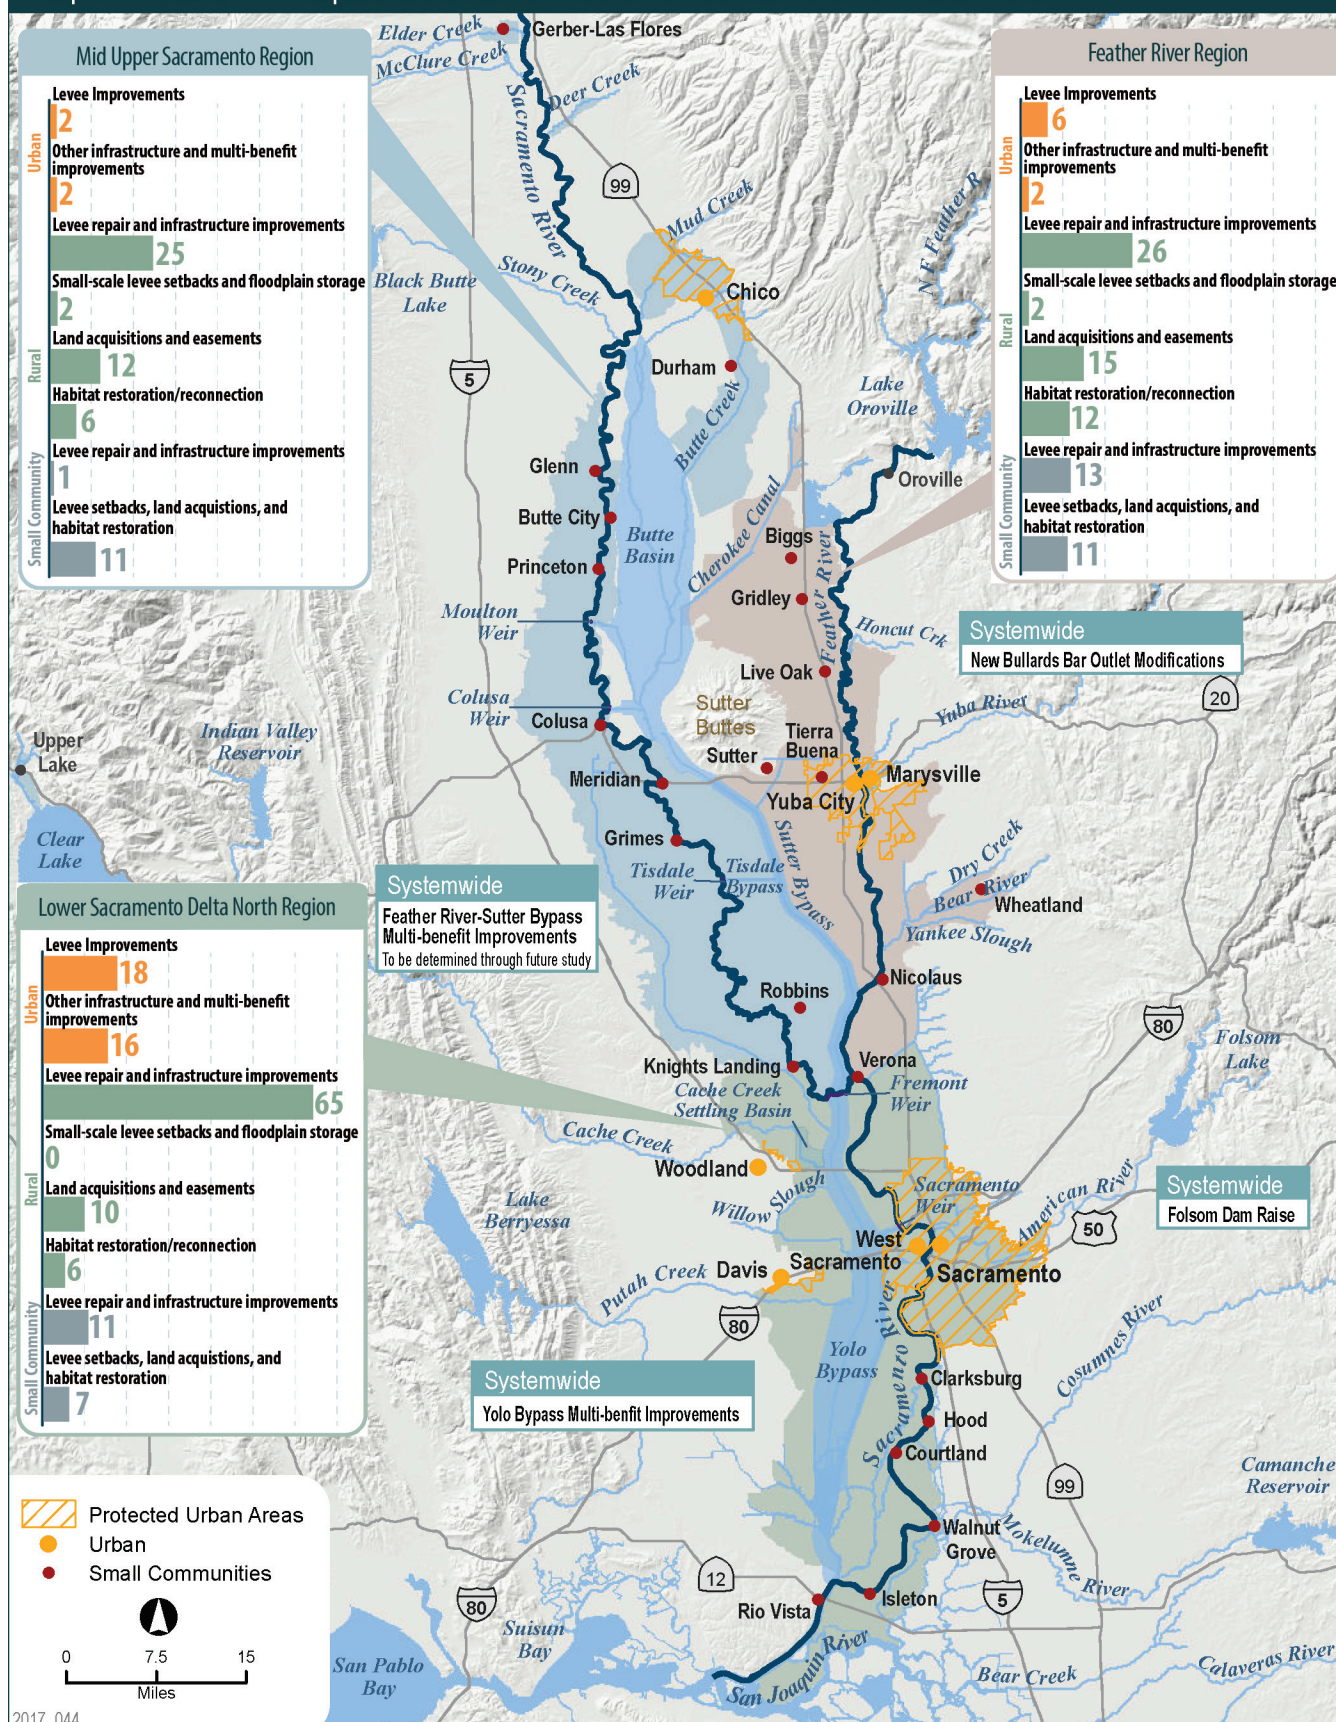 Mid Upper Sacramento Region
Urban
Levee Improvements
2
Other infrastructure and multi-benefit
improvements
2
Rural
Levee repair and infrastructure improvements
25
Small-scale levee setbacks and floodplain storage
2
Land acquisitions and easements
12
Habitat restoration/reconnection
6
Small Community
Levee repair and infrastructure improvements
1
Levee setbacks, land acquistions, and
habitat restoration
11
Feather River Region
Urban
Levee Improvements
6
Other infrastructure and multi-benefit
improvements
2
Rural
Levee repair and infrastructure improvements
26
Small-scale levee setbacks and floodplain storage
2
Land acquisitions and easements
15
Habitat restoration/reconnection
12
Small Community
Levee repair and infrastructure improvements
13
Levee setbacks, land acquistions, and
habitat restoration
11
Lower Sacramento Delta North Region
Urban
Levee Improvements
18
Other infrastructure and multi-benefit
improvements
16
Rural
Levee repair and infrastructure improvements
65
Small-scale levee setbacks and floodplain storage
0
Land acquisitions and easements
10
Habitat restoration/reconnection
6
Small Community
Levee repair and infrastructure improvements
11
Levee setbacks, land acquistions, and
habitat restoration
7
Elder Creek
Gerber-Las Flores
McClure Creek
Deer Creek
Sacramento River
99
Mud Creek
N F Feather R
Stony Creek
Black Butte
Lake
Chico
5
Durham
Butte Creek
Lake
Oroville
Glenn
Oroville
Butte City
Butte
Basin
Cherokee Canal
Biggs
Princeton
Feather River
Gridley
Moulton
Weir
Honcut Crk
Systemwide
New Bullards Bar Outlet Modifications
Live Oak
20
Colusa
Weir
Colusa
Sutter
Buttes
Yuba River
Tierra
Buena
Sutter
Indian Valley
Reservoir
Upper
Lake
Meridian
Marysville
Yuba City
Clear
Lake
Grimes
Sutter Bypass
Dry Creek
Tisdale
Weir
Tisdale
Bypass
Bear River
Wheatland
Systemwide
Feather River-Sutter Bypass
Multi-benefit Improvements
To be determined through future study
Yankee Slough
Nicolaus
Robbins
80
Folsom
Lake
Knights Landing
Verona
Cache Creek
Settling Basin
Fremont
Weir
Cache Creek
Woodland
Willow Slough
Sacramento
Weir
American River
Systemwide
Folsom Dam Raise
Lake
Berryessa
50
West
Sacramento
Sacramento
Davis
Putah Creek
80
River
Yolo
Bypass
Sacramento
Cosumnes River
Systemwide
Yolo Bypass Multi-benfit Improvements
Clarksburg
Hood
Courtland
Camanche
Reservoir
99
Walnut
Grove
Mokelumne
River
12
Isleton
5
Rio Vista
80
Suisun
Bay
San Pablo
Bay
San Joaquin River
Bear Creek
Calaveras River
Protected Urban Areas
Urban
Small Communities
0 7.5 15
Miles
2017_044